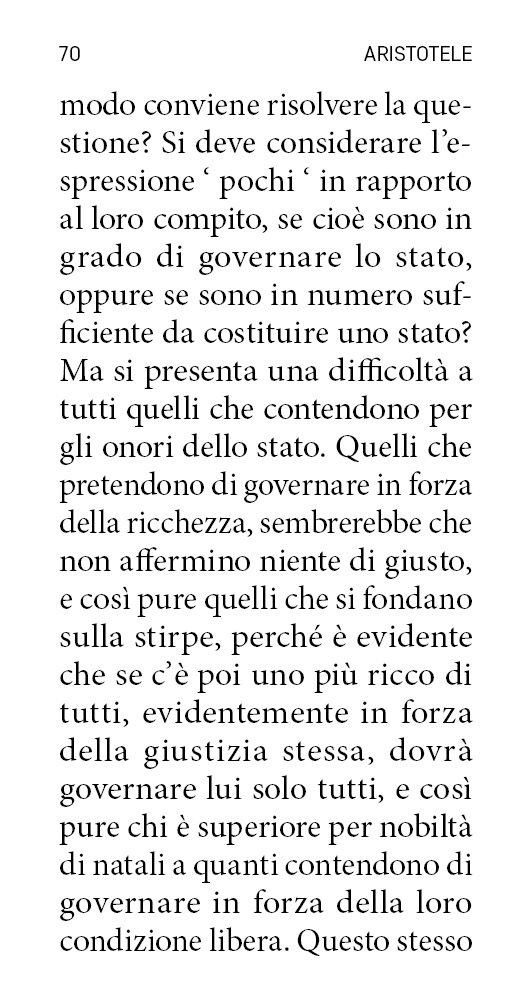 70 ARISTOTELE
modo conviene risolvere la que-
stione? Si deve considerare l’e-
spressione ‘ pochi ‘ in rapporto
al loro compito, se cioè sono in
grado di governare lo stato,
oppure se sono in numero suf-
ficiente da costituire uno stato?
Ma si presenta una difficoltà a
tutti quelli che contendono per
gli onori dello stato. Quelli che
pretendono di governare in forza
della ricchezza, sembrerebbe che
non affermino niente di giusto,
e così pure quelli che si fondano
sulla stirpe, perché è evidente
che se c’è poi uno più ricco di
tutti, evidentemente in forza
della giustizia stessa, dovrà
governare lui solo tutti, e così
pure chi è superiore per nobiltà
di natali a quanti contendono di
governare in forza della loro
condizione libera. Questo stesso